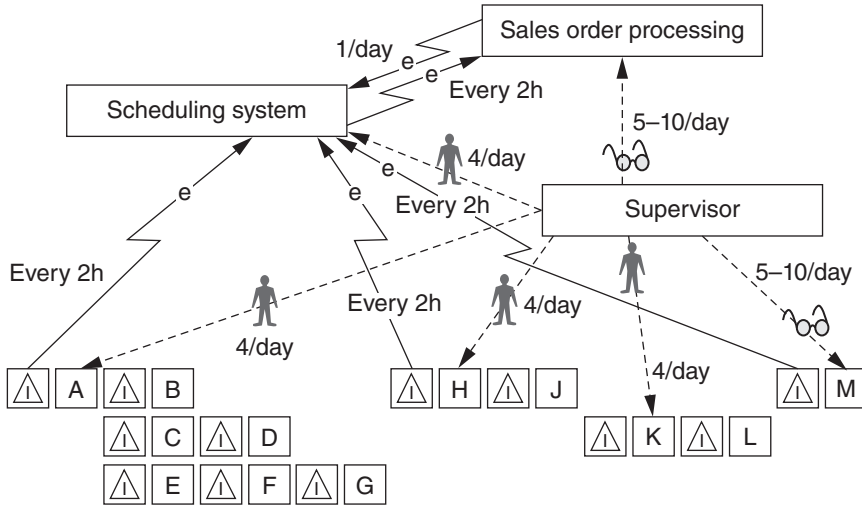 Sales order processing
1/day
e
e
Every 2h
Scheduling system
5–10/day
4/day
e
e
e
Every 2h
Supervisor
Every 2h
5–10/day
Every 2h
4/day
4/day
4/day
I A I B I H I J I M
I C I D I K I L
I E I F I G